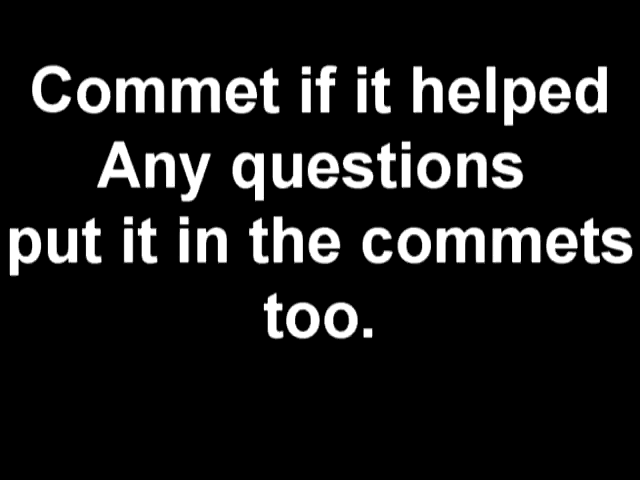 Commet if it helped
Any questions
put it in the commets
too.